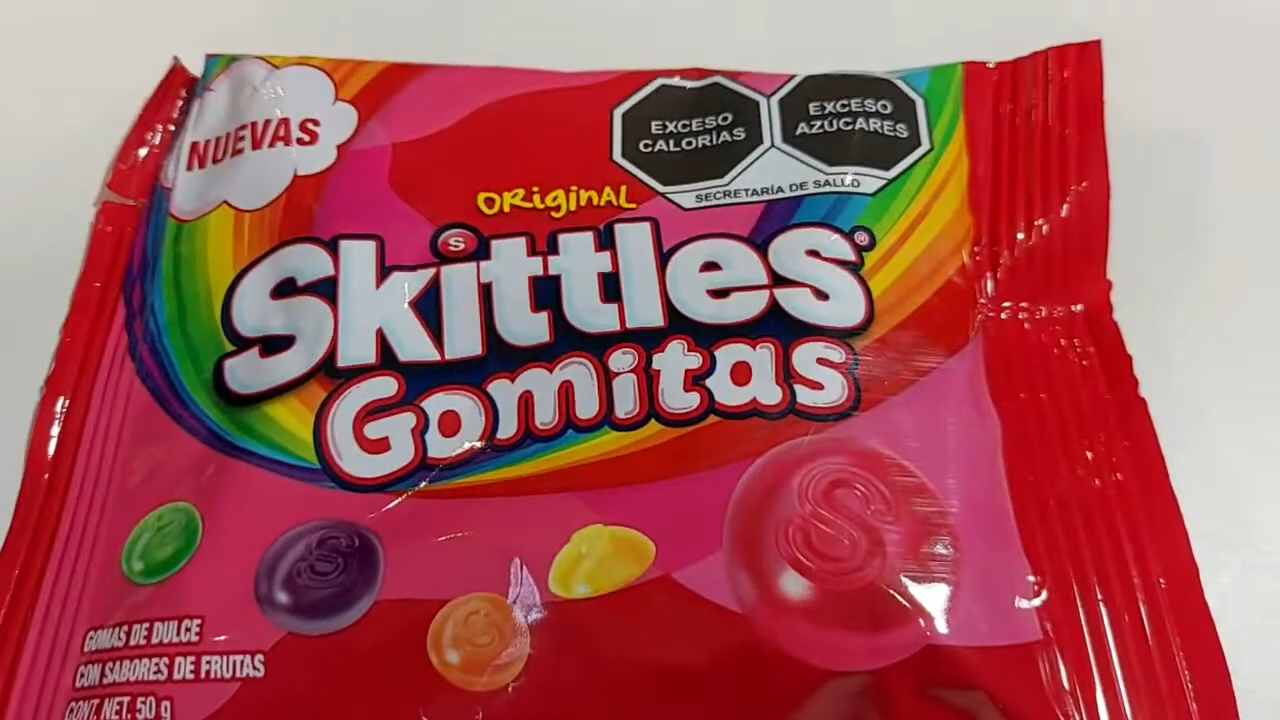 NUEVAS
EXCESO
CALORÍAS
EXCESO
AZÚCARES
SECRETARÍA DE SALUD
ORIGINAL
Skittles®
Gomitas
S
S
S
GOMAS DE DULCE
CON SABORES DE FRUTAS
CONT. NET. 50 g